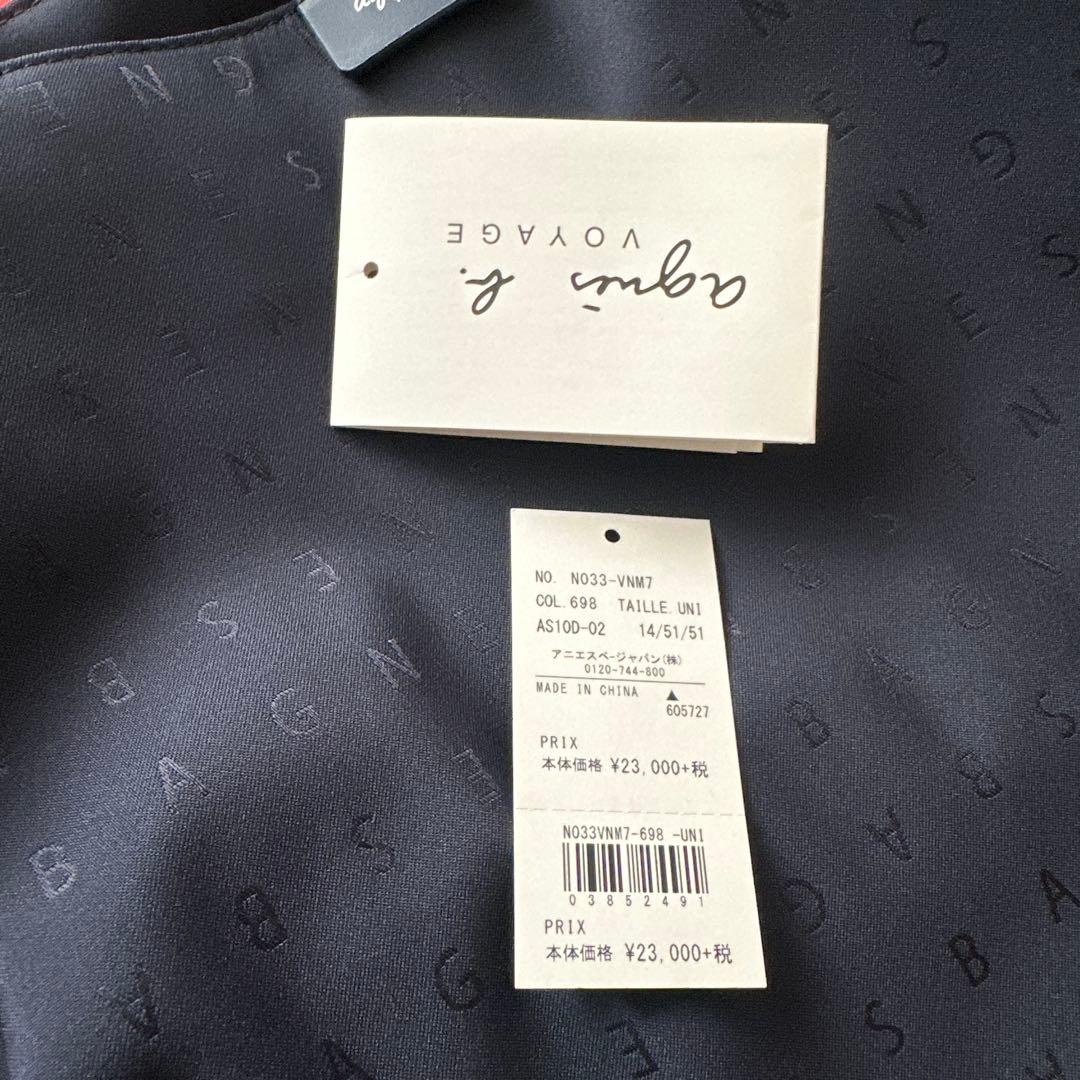 agnès b.
VOYAGE
NO. N033-VNM7
COL.698 TAILLE.UNI
AS10D-02 14/51/51
アニエスベージャパン(株)
0120-744-800
MADE IN CHINA ▲
605727
PRIX
本体価格 ¥23,000+税
N033VNM7-698 -UNI
03852491
PRIX
本体価格 ¥23,000+税